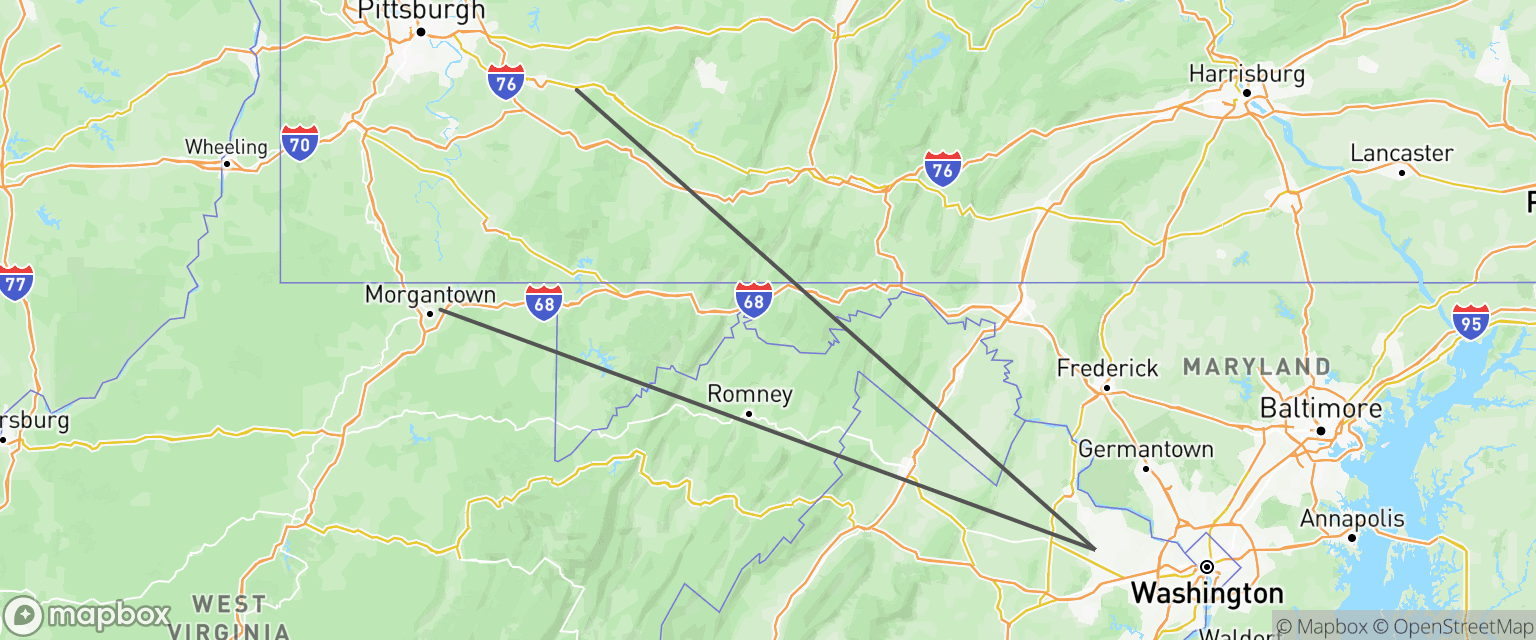 Pittsburgh
76
Harrisburg
70
Wheeling
Lancaster
76
P
77
Morgantown
68
68
95
Frederick
MARYLAND
Romney
Baltimore
rsburg
Germantown
Annapolis
Washington
WEST
VIRGINIA
mapbox
© Mapbox © OpenStreetMap
Waldorf